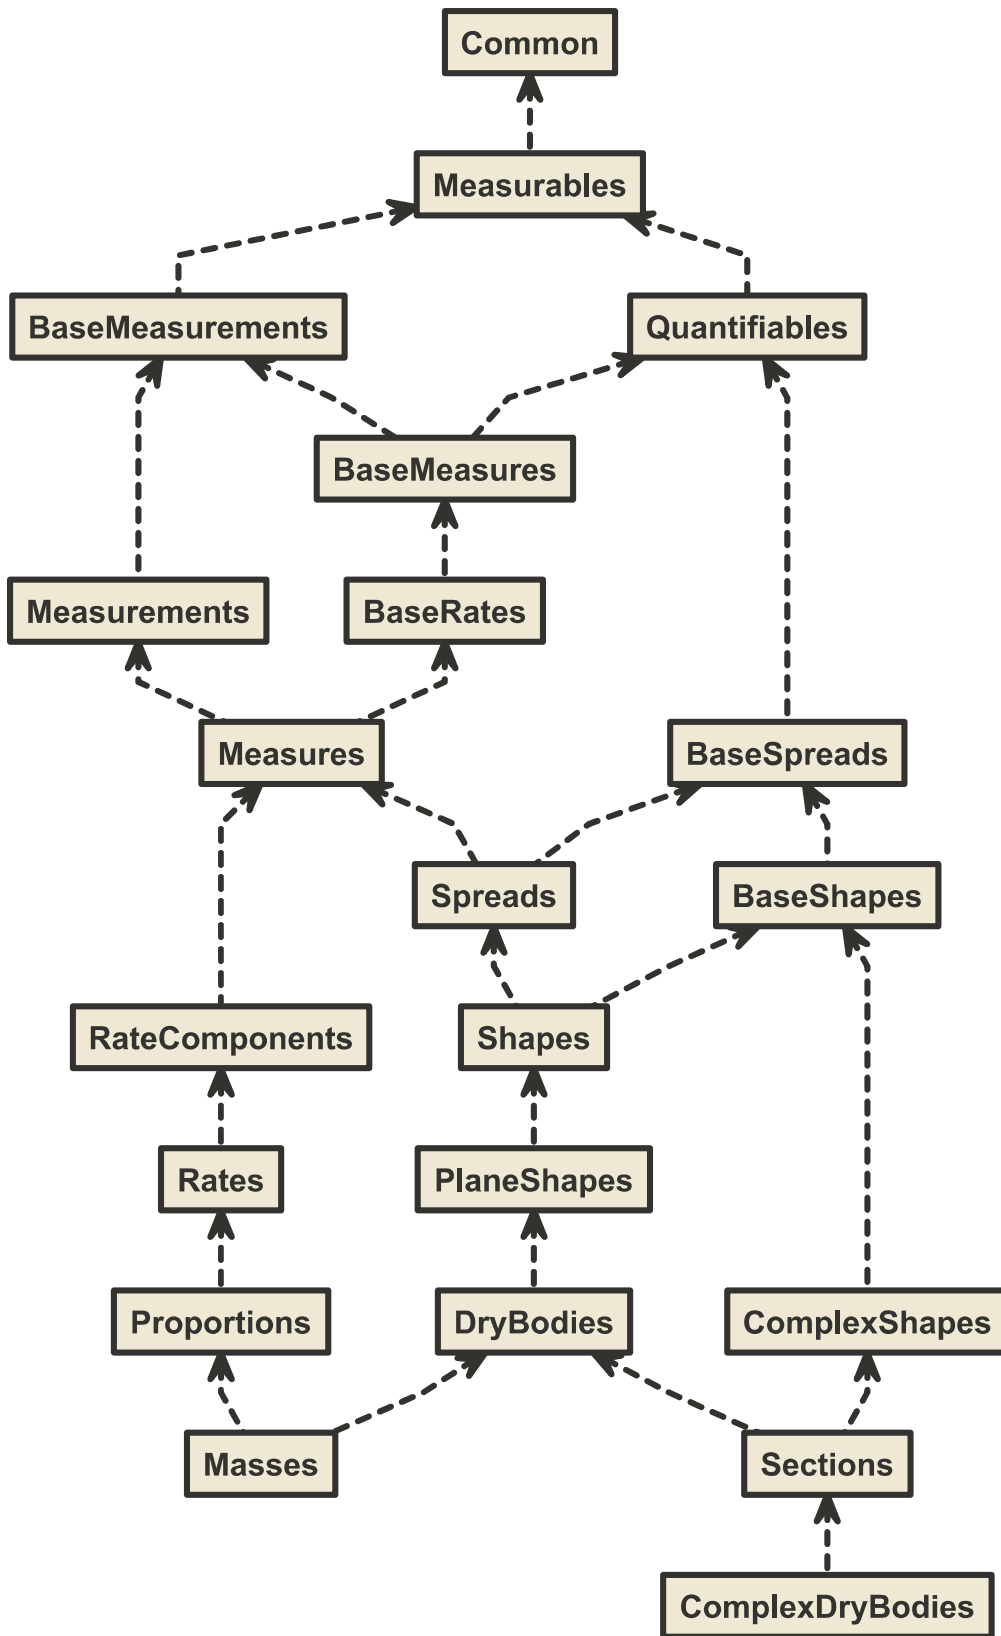 Common
Measurables
BaseMeasurements
Quantifiables
BaseMeasures
Measurements
BaseRates
Measures
BaseSpreads
Spreads
BaseShapes
RateComponents
Shapes
Rates
PlaneShapes
Proportions
DryBodies
ComplexShapes
Masses
Sections
ComplexDryBodies